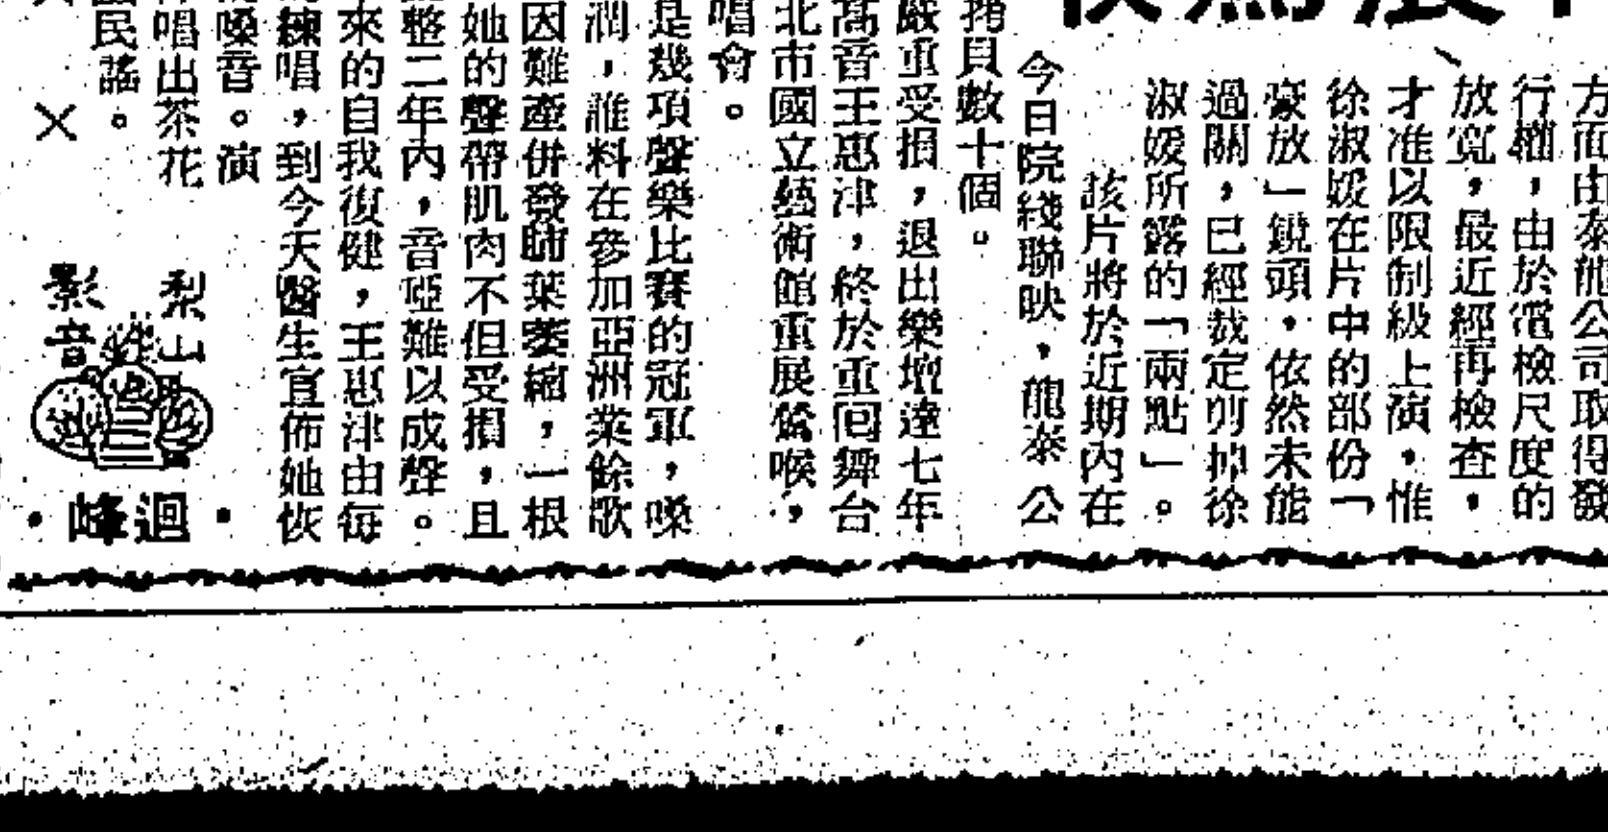 方面由泰龍公司取得發
行權,由於電檢尺度的
放寬,最近經再檢查,
才准以限制級上演,惟
徐淑媛在片中的部份「
豪放」鏡頭,依然未能
過關,已經裁定剪掉徐
淑媛所露的「兩點」。
該片將於近期內在
今日院綫聯映,龍泰公
拷貝數十個。
嚴重受損,退出樂壇達七年
高音王惠津,終於重回舞台
北市國立藝術館重展鶯喉,
唱會。
是幾項聲樂比賽的冠軍,嗓
潤,誰料在參加亞洲業餘歌
因難產併發肺葉萎縮,一根
她的聲帶肌肉不但受損,且
整二年內,音啞難以成聲。
來的自我復健,王惠津由每
練唱,到今天醫生宣佈她恢
嗓音。演
唱出茶花
民謠。
×
梨山
影音
·迴峰·